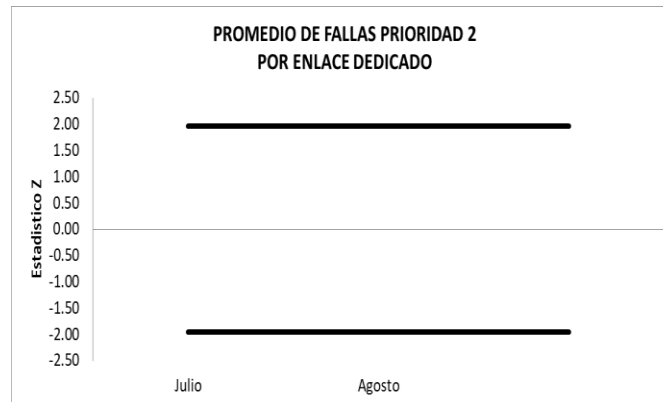 PROMEDIO DE FALLAS PRIORIDAD 2
POR ENLACE DEDICADO
Estadistico Z
2.50
2.00
1.50
1.00
0.50
0.00
-0.50
-1.00
-1.50
-2.00
-2.50
Julio
Agosto